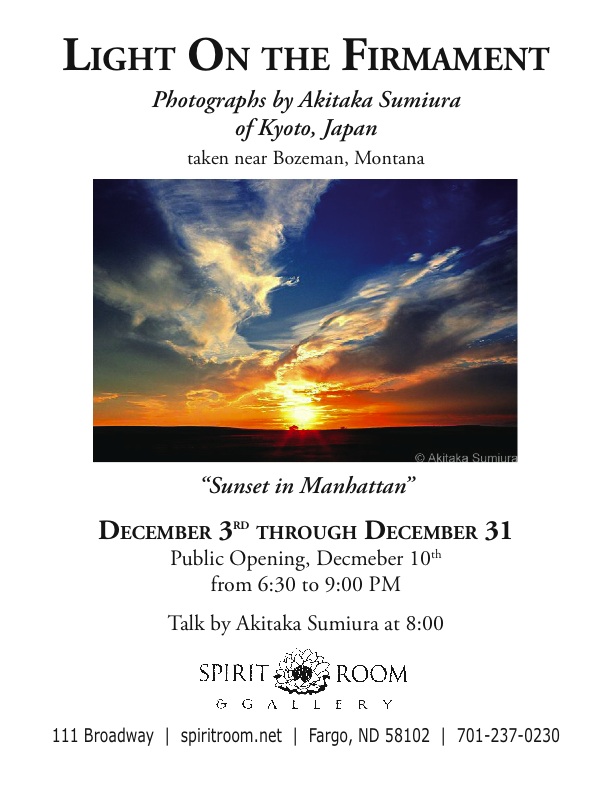 Light On the Firmament
Photographs by Akitaka Sumiura
of Kyoto, Japan
taken near Bozeman, Montana
© Akitaka Sumiura
“Sunset in Manhattan”
December 3rd through December 31
Public Opening, Decmeber 10th
from 6:30 to 9:00 PM
Talk by Akitaka Sumiura at 8:00
SPIRIT ROOM
& GALLERY
111 Broadway | spiritroom.net | Fargo, ND 58102 | 701-237-0230